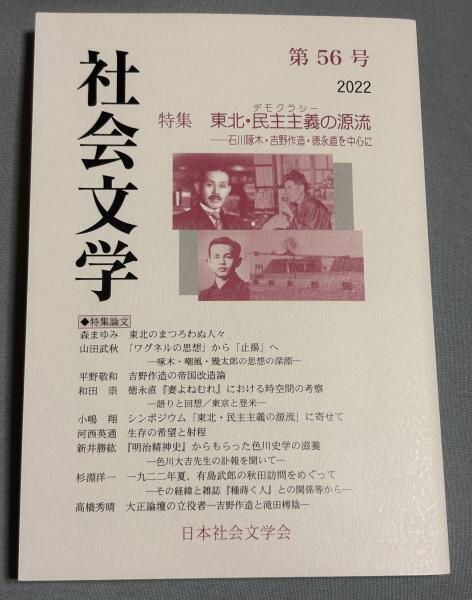 社会文学
第56号
2022
デモクラシー
特集 東北・民主主義の源流
――石川啄木・吉野作造・徳永直を中心に
◆特集論文
森まゆみ 東北のまつろわぬ人々
山田武秋 「ワグネルの思想」から「止揚」へ
―啄木・嘲風・幾太郎の思想の深淵―
平野敬和 吉野作造の帝国改造論
和田 崇 徳永直『妻よねむれ』における時空間の考察
―語りと回想／東京と登米―
小嶋 翔 シンポジウム「東北・民主主義の源流」に寄せて
河西英通 生存の希望と射程
新井勝紘 『明治精神史』からもらった色川史学の滋養
―色川大吉先生の訃報を聞いて―
杉淵洋一 一九二二年夏、有島武郎の秋田訪問をめぐって
―その経緯と雑誌『種蒔く人』との関係等から―
高橋秀晴 大正論壇の立役者―吉野作造と滝田樗陰―
日本社会文学会